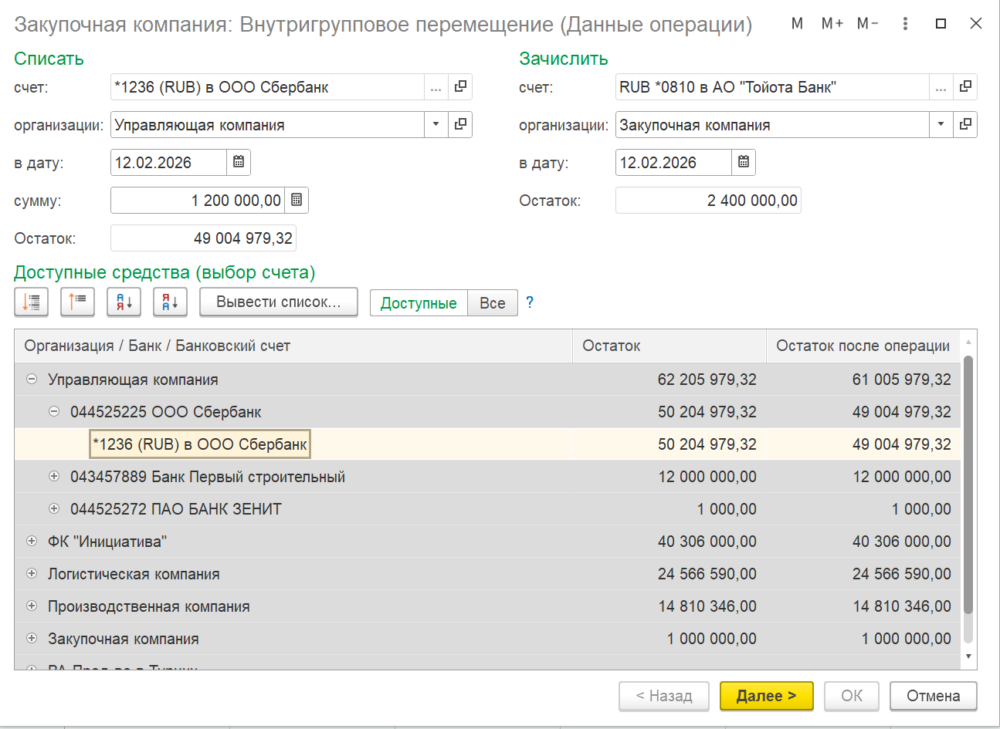 Закупочная компания: Внутригрупповое перемещение (Данные операции) M M+ M-
Списать Зачислить
счет: *1236 (RUB) в ООО Сбербанк ... счет: RUB *0810 в АО "Тойота Банк" ...
организации: Управляющая компания организации: Закупочная компания
в дату: 12.02.2026 в дату: 12.02.2026
сумму: 1 200 000,00 Остаток: 2 400 000,00
Остаток: 49 004 979,32
Доступные средства (выбор счета)
А Я Я А Вывести список... Доступные Все ?
Организация / Банк / Банковский счет Остаток Остаток после операции
Управляющая компания 62 205 979,32 61 005 979,32
044525225 ООО Сбербанк 50 204 979,32 49 004 979,32
*1236 (RUB) в ООО Сбербанк 50 204 979,32 49 004 979,32
043457889 Банк Первый строительный 12 000 000,00 12 000 000,00
044525272 ПАО БАНК ЗЕНИТ 1 000,00 1 000,00
ФК "Инициатива" 40 306 000,00 40 306 000,00
Логистическая компания 24 566 590,00 24 566 590,00
Производственная компания 14 810 346,00 14 810 346,00
Закупочная компания 1 000 000,00 1 000 000,00
< Назад Далее > ОК Отмена